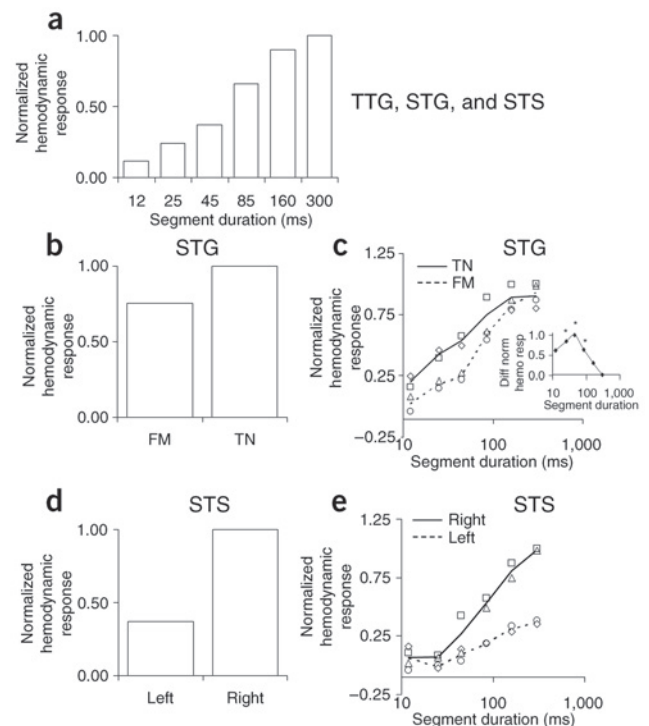 a
Normalized
hemodynamic
response
1.00
0.50
0.00
12 25 45 85 160 300
Segment duration (ms)
TTG, STG, and STS
b
STG
Normalized
hemodynamic
response
1.00
0.75
0.50
0.25
0.00
FM TN
c
STG
Normalized
hemodynamic
response
1.25
0.75
0.25
−0.25
TN
FM
10 100 1,000
Segment duration (ms)
Diff norm
hemo resp
1.0
0.5
0.0
* * *
10 100 1,000
Segment duration
d
STS
Normalized
hemodynamic
response
1.00
0.50
0.00
Left Right
e
STS
Normalized
hemodynamic
response
1.25
0.75
0.25
−0.25
Right
Left
10 100 1,000
Segment duration (ms)